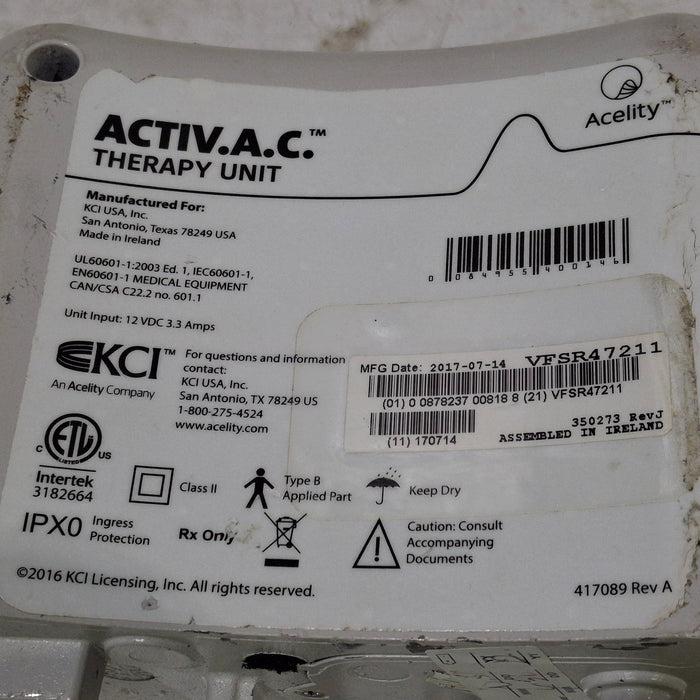 Acelity™
ACTIV.A.C.™
THERAPY UNIT
Manufactured For:
KCI USA, Inc.
San Antonio, Texas 78249 USA
Made in Ireland
0 084955 400146
UL60601-1:2003 Ed. 1, IEC60601-1,
EN60601-1 MEDICAL EQUIPMENT
CAN/CSA C22.2 no. 601.1
Unit Input: 12 VDC 3.3 Amps
KCI™
An Acelity Company
For questions and information
contact:
KCI USA, Inc.
San Antonio, TX 78249 US
1-800-275-4524
www.acelity.com
MFG Date: 2017-07-14 VFSR47211
(01) 0 0878237 00818 8 (21) VFSR47211
350273 RevJ
(11) 170714
ASSEMBLED IN IRELAND
C ETL US
LISTED
Intertek
3182664
Class II
Type B
Applied Part
Keep Dry
IPX0 Ingress
Protection
Rx Only
Caution: Consult
Accompanying
Documents
©2016 KCI Licensing, Inc. All rights reserved.
417089 Rev A